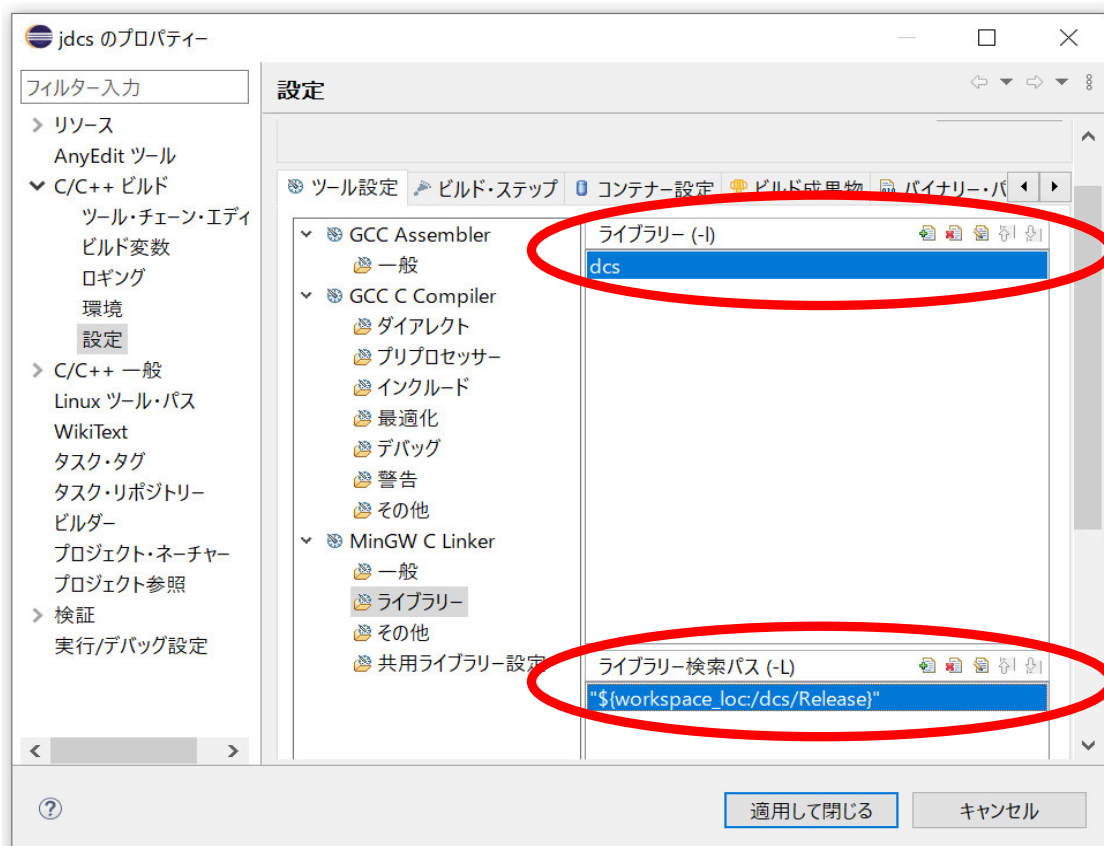 jdcs のプロパティー
フィルター入力
設定
リソース
AnyEdit ツール
C/C++ ビルド
ツール・チェーン・エディ
ビルド変数
ロギング
環境
設定
C/C++ 一般
Linux ツール・パス
WikiText
タスク・タグ
タスク・リポジトリー
ビルダー
プロジェクト・ネーチャー
プロジェクト参照
検証
実行/デバッグ設定
ツール設定
ビルド・ステップ
コンテナー設定
ビルド成果物
バイナリー・パ
GCC Assembler
一般
GCC C Compiler
ダイアレクト
プリプロセッサー
インクルード
最適化
デバッグ
警告
その他
MinGW C Linker
一般
ライブラリー
その他
共用ライブラリー設定
ライブラリー (-l)
dcs
ライブラリー検索パス (-L)
"${workspace_loc:/dcs/Release}"
適用して閉じる
キャンセル